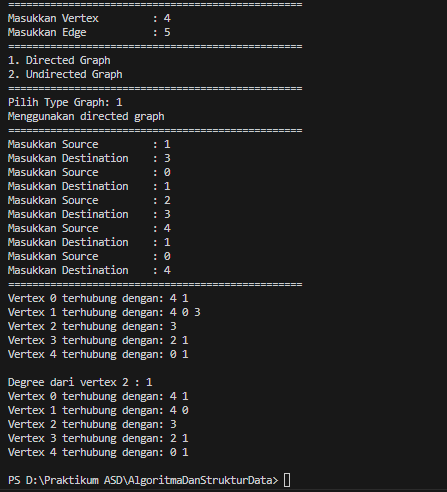 ==========================================
Masukkan Vertex : 4
Masukkan Edge : 5
==========================================
1. Directed Graph
2. Undirected Graph
==========================================
Pilih Type Graph: 1
Menggunakan directed graph
==========================================
Masukkan Source : 1
Masukkan Destination : 3
Masukkan Source : 0
Masukkan Destination : 1
Masukkan Source : 2
Masukkan Destination : 3
Masukkan Source : 4
Masukkan Destination : 1
Masukkan Source : 0
Masukkan Destination : 4
==========================================
Vertex 0 terhubung dengan: 4 1
Vertex 1 terhubung dengan: 4 0 3
Vertex 2 terhubung dengan: 3
Vertex 3 terhubung dengan: 2 1
Vertex 4 terhubung dengan: 0 1
Degree dari vertex 2 : 1
Vertex 0 terhubung dengan: 4 1
Vertex 1 terhubung dengan: 4 0
Vertex 2 terhubung dengan: 3
Vertex 3 terhubung dengan: 2 1
Vertex 4 terhubung dengan: 0 1
PS D:\Praktikum ASD\AlgoritmaDanStrukturData>